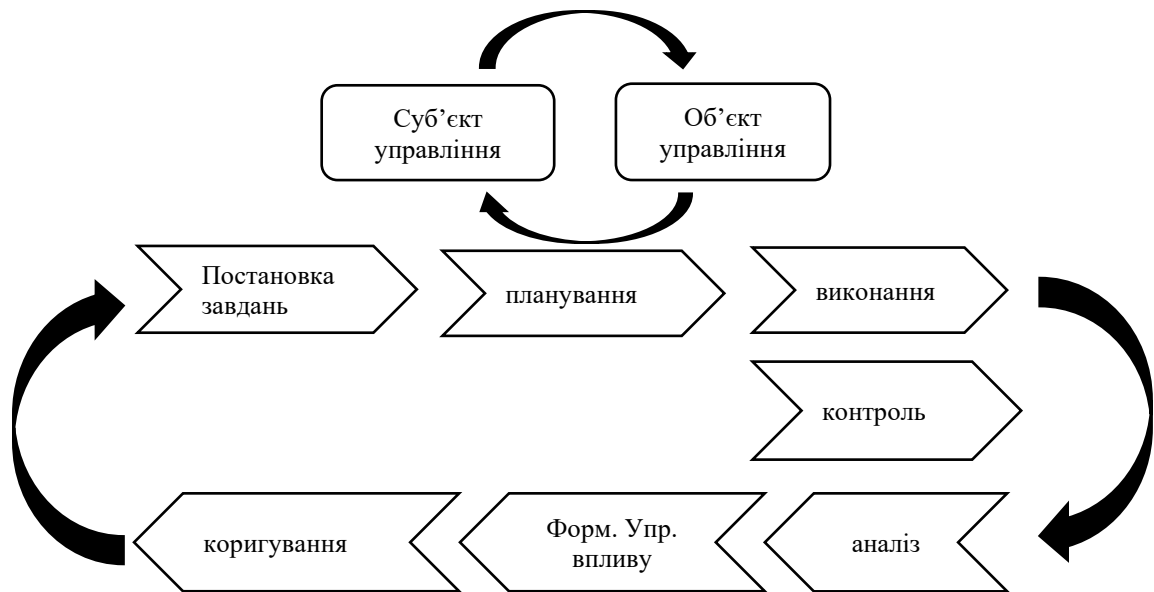 Суб’єкт
управління
Об’єкт
управління
Постановка
завдань
планування
виконання
контроль
коригування
Форм. Упр.
впливу
аналіз